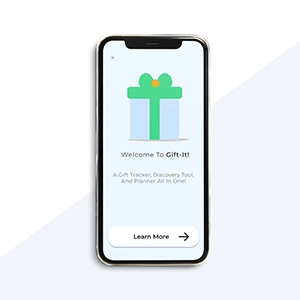 Welcome To Gift-It!
A Gift Tracker, Discovery Tool,
And Planner All In One!
Learn More